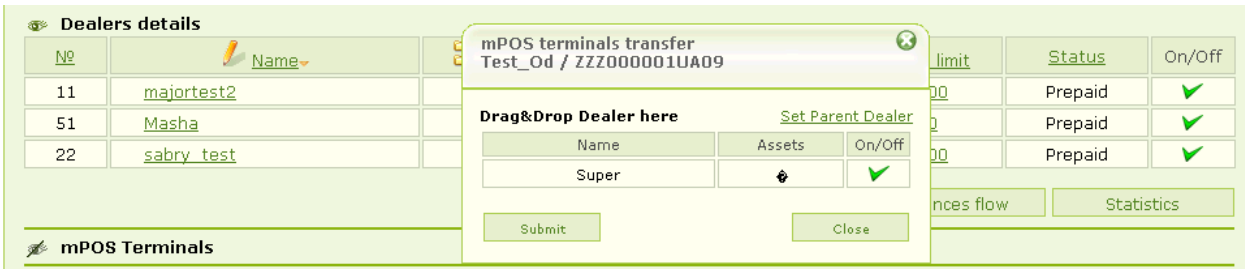 Dealers details
№ Name limit Status On/Off
11 majortest2 00 Prepaid
51 Masha Prepaid
22 sabry_test 00 Prepaid
nces flow Statistics
mPOS Terminals
mPOS terminals transfer
Test_Od / ZZZ000001UA09
Drag&Drop Dealer here Set Parent Dealer
Name Assets On/Off
Super �
Submit Close